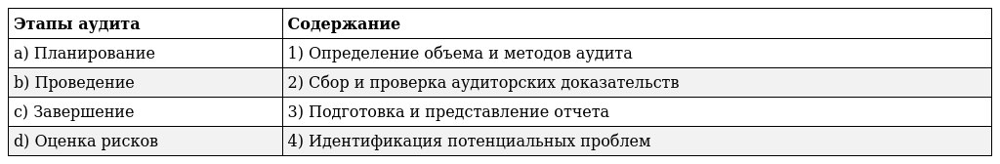 Этапы аудита Содержание
a) Планирование 1) Определение объема и методов аудита
b) Проведение 2) Сбор и проверка аудиторских доказательств
c) Завершение 3) Подготовка и представление отчета
d) Оценка рисков 4) Идентификация потенциальных проблем